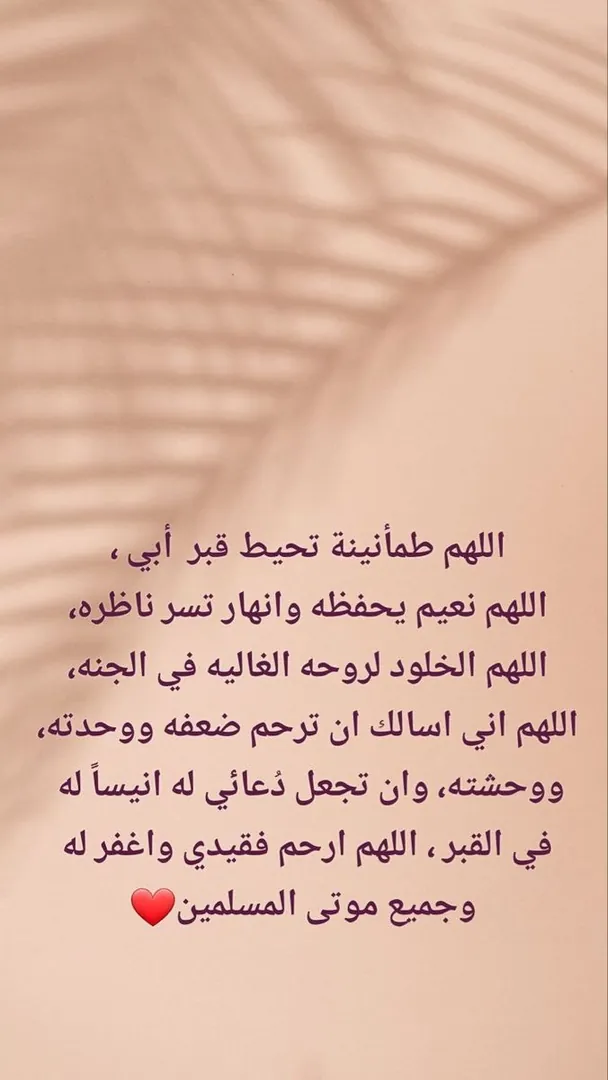 اللهم طمأنينة تحيط قبر أبي ،
اللهم نعيم يحفظه وانهار تسر ناظره،
اللهم الخلود لروحه الغاليه في الجنه،
اللهم اني اسالك ان ترحم ضعفه ووحدته،
ووحشته، وان تجعل دُعائي له انيساً له
في القبر ، اللهم ارحم فقيدي واغفر له
وجميع موتى المسلمين❤️